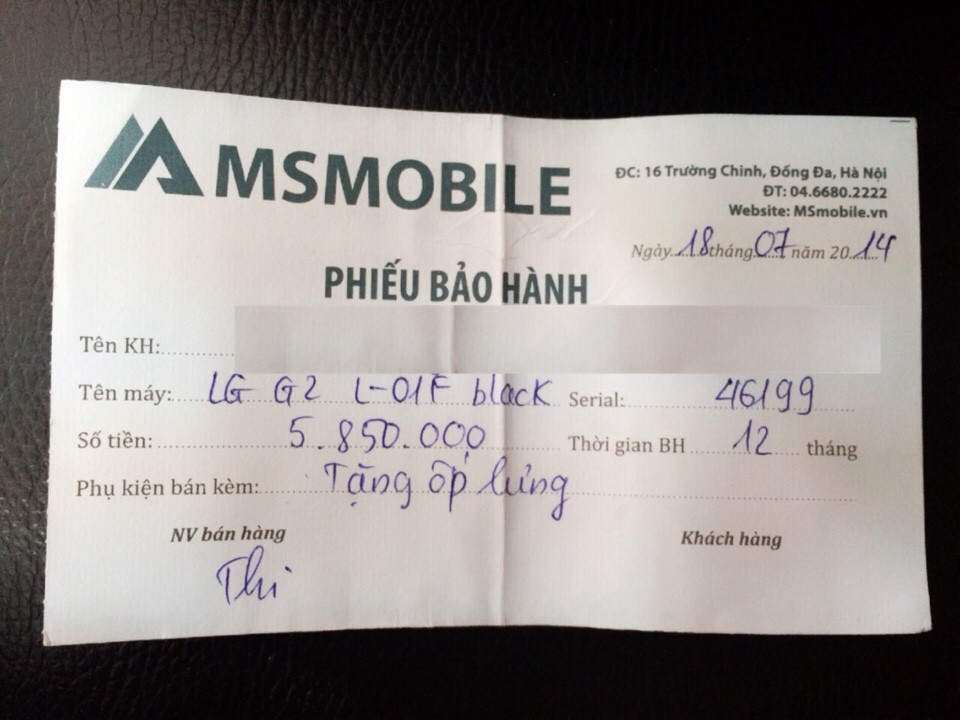 MSMOBILE
ĐC: 16 Trường Chinh, Đống Đa, Hà Nội
ĐT: 04.6680.2222
Website: MSmobile.vn
Ngày 18 tháng 07 năm 2014
PHIẾU BẢO HÀNH
Tên KH:
Tên máy: LG G2 L-01F black Serial: 46199
Số tiền: 5.850.000 Thời gian BH 12 tháng
Phụ kiện bán kèm: Tặng ốp lưng
NV bán hàng Khách hàng
Thi